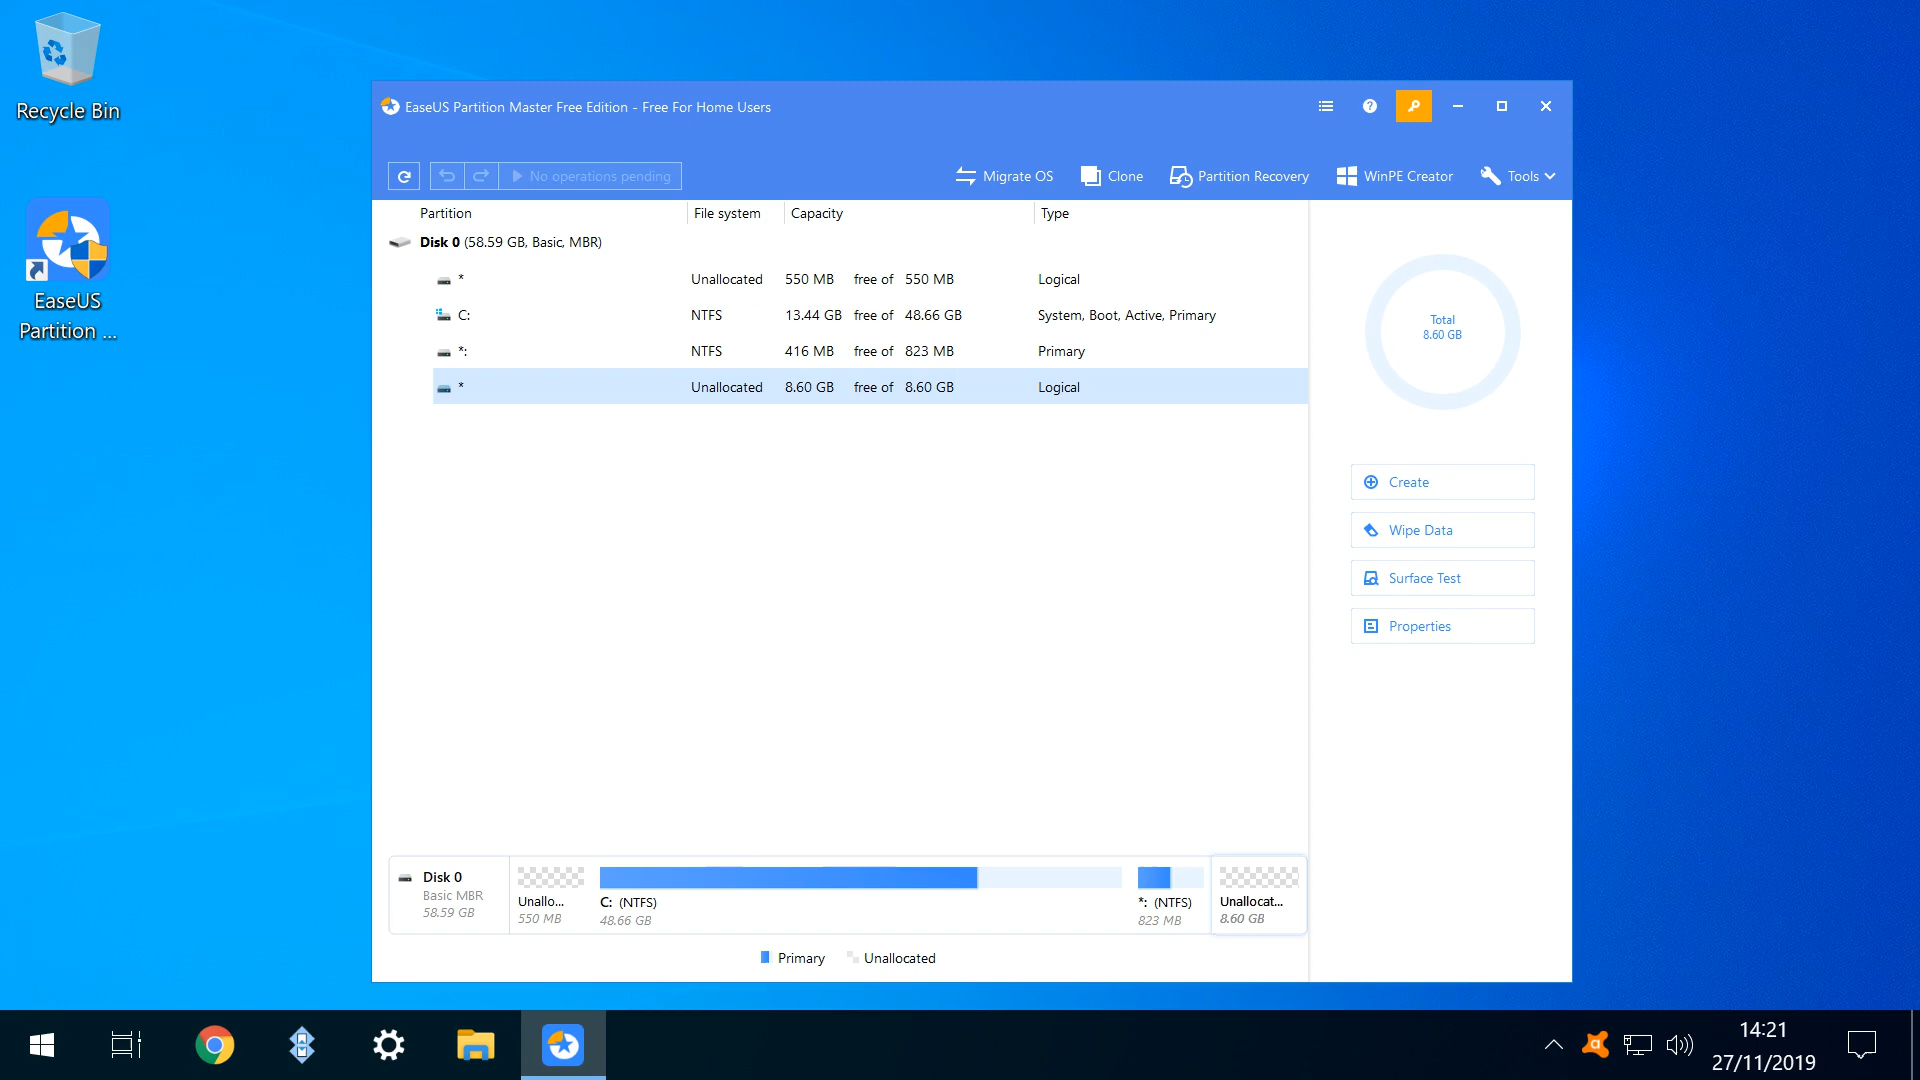 Recycle Bin
EaseUS
Partition ...
EaseUS Partition Master Free Edition - Free For Home Users
No operations pending
Migrate OS
Clone
Partition Recovery
WinPE Creator
Tools
Partition File system Capacity Type
Disk 0 (58.59 GB, Basic, MBR)
* Unallocated 550 MB free of 550 MB Logical
C: NTFS 13.44 GB free of 48.66 GB System, Boot, Active, Primary
*: NTFS 416 MB free of 823 MB Primary
* Unallocated 8.60 GB free of 8.60 GB Logical
Total
8.60 GB
Create
Wipe Data
Surface Test
Properties
Disk 0
Basic MBR
58.59 GB
Unallo...
550 MB
C: (NTFS)
48.66 GB
*: (NTFS)
823 MB
Unallocat...
8.60 GB
Primary
Unallocated
14:21
27/11/2019